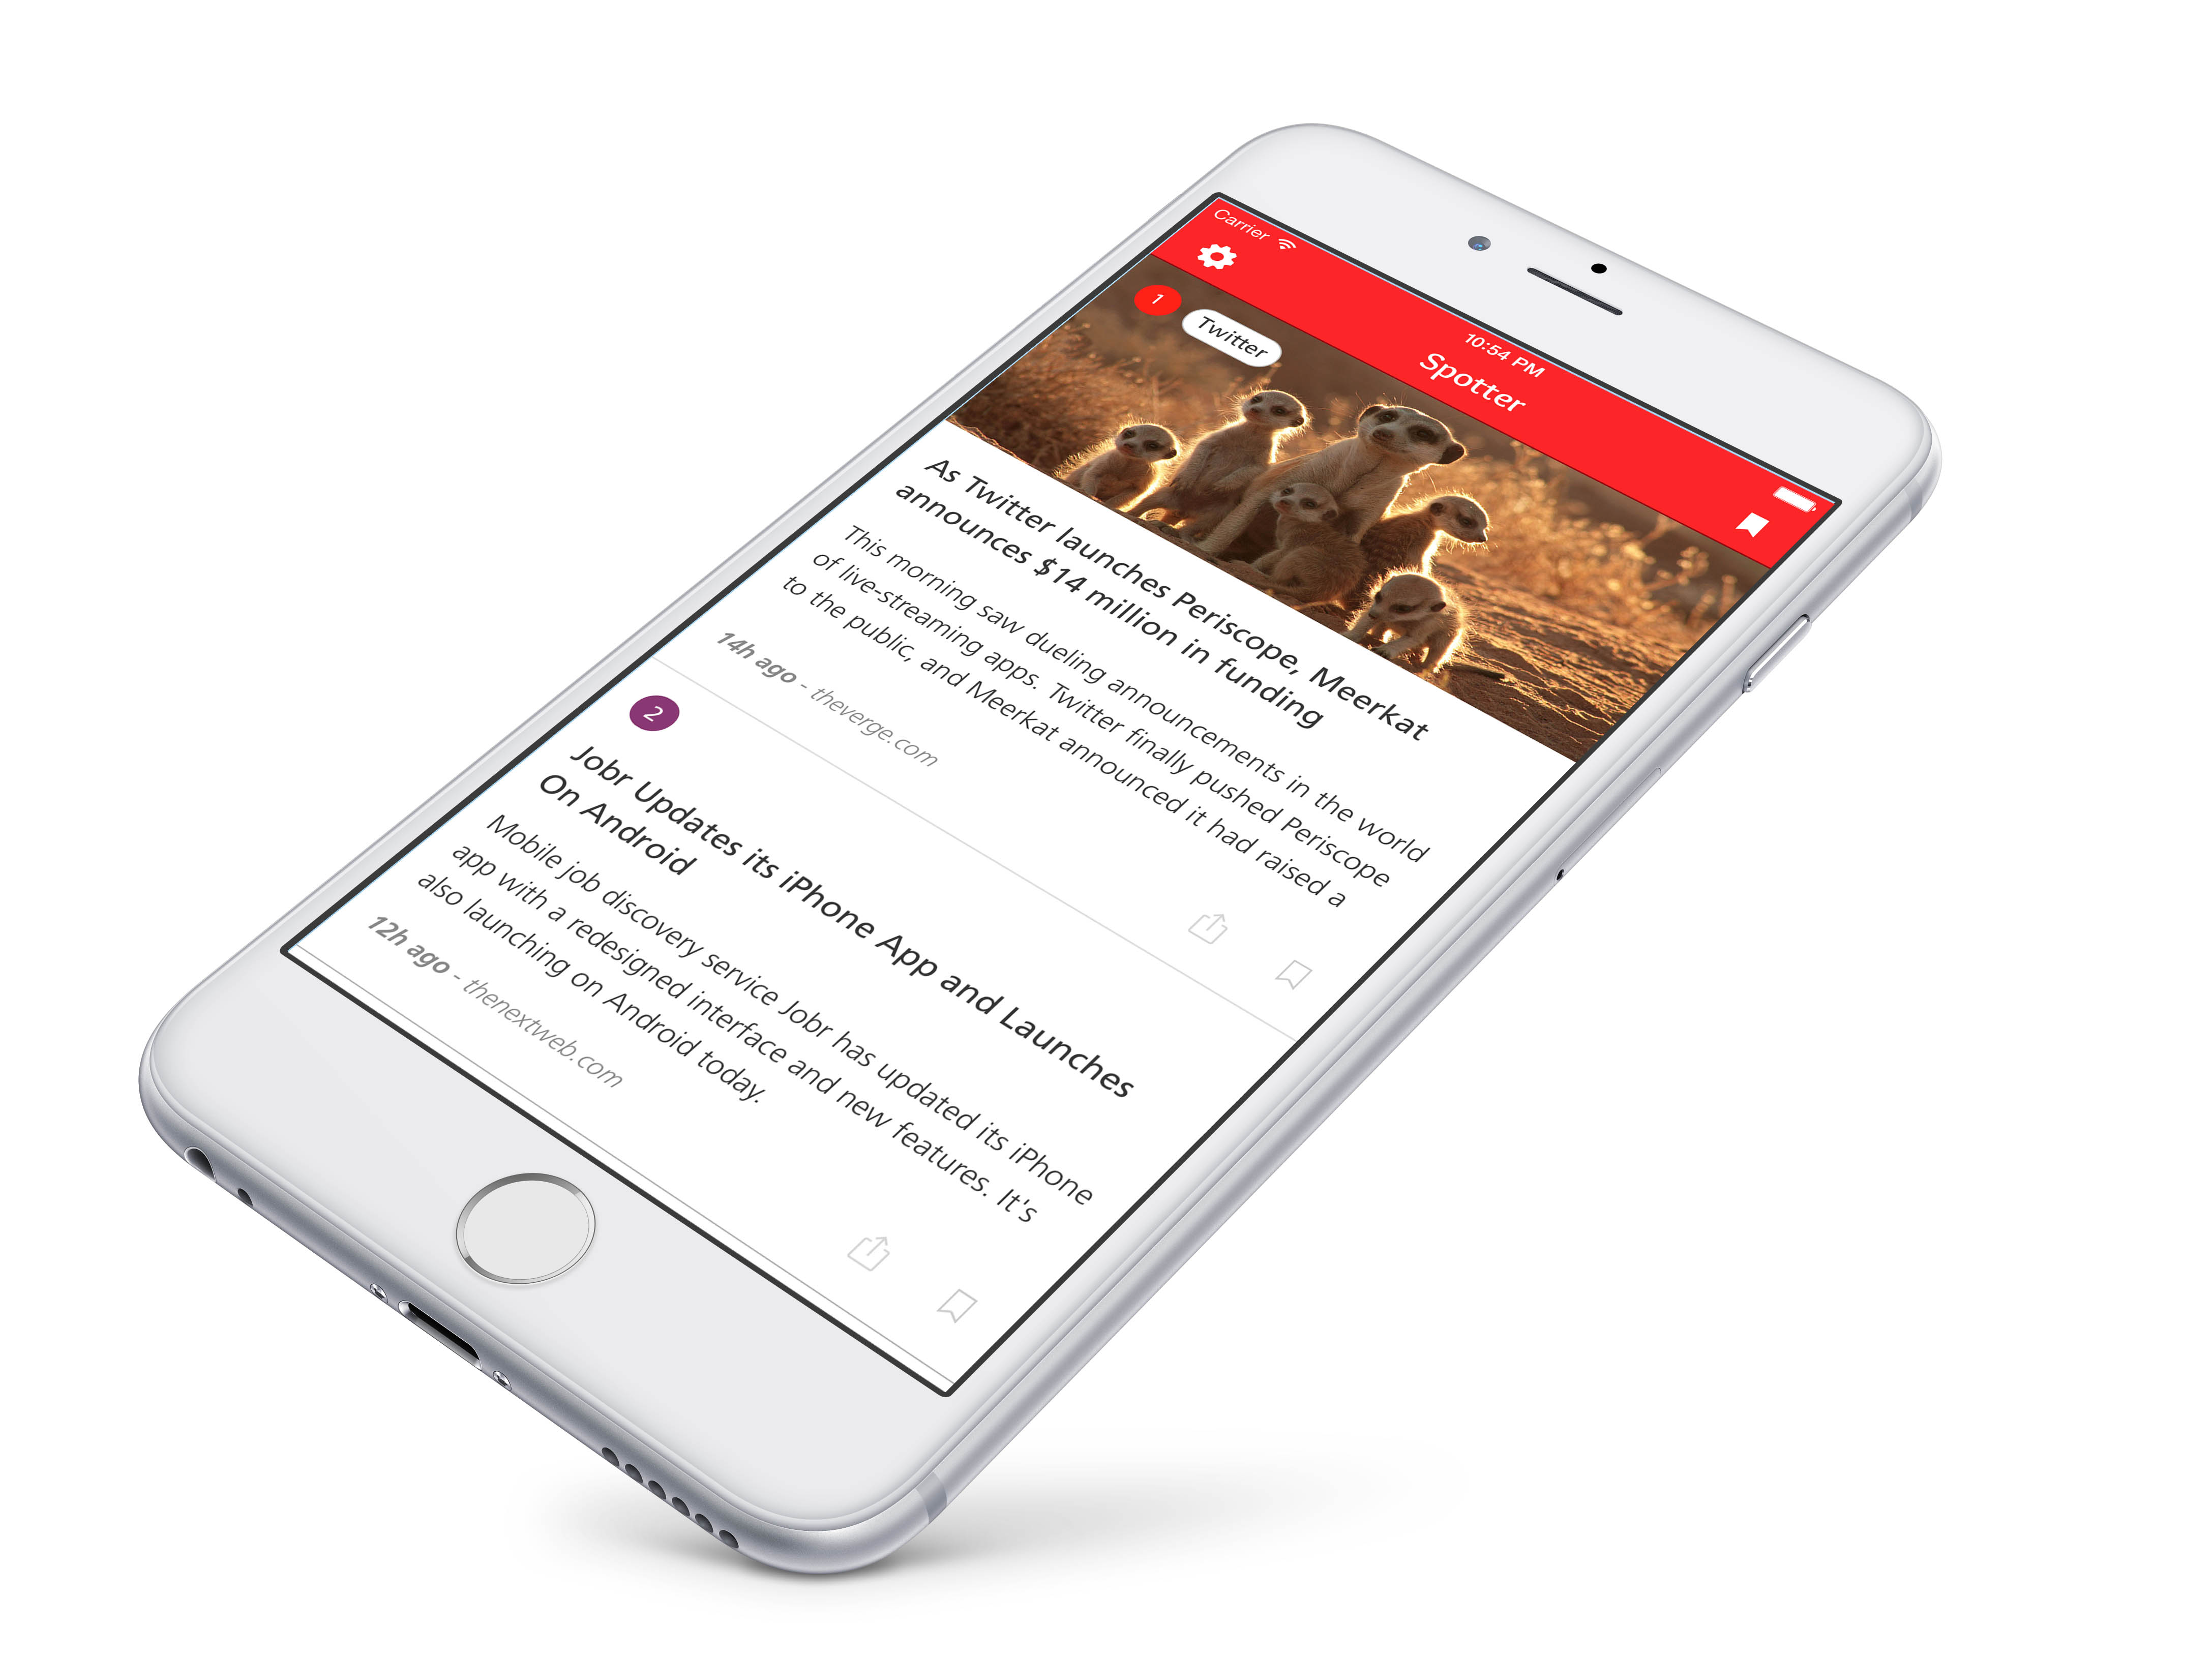 Carrier
10:54 PM
Spotter
1
Twitter
As Twitter launches Periscope, Meerkat
announces $14 million in funding
This morning saw dueling announcements in the world
of live-streaming apps. Twitter finally pushed Periscope
to the public, and Meerkat announced it had raised a
14h ago - theverge.com
2
Jobr Updates its iPhone App and Launches
On Android
Mobile job discovery service Jobr has updated its iPhone
app with a redesigned interface and new features. It's
also launching on Android today.
12h ago - thenextweb.com